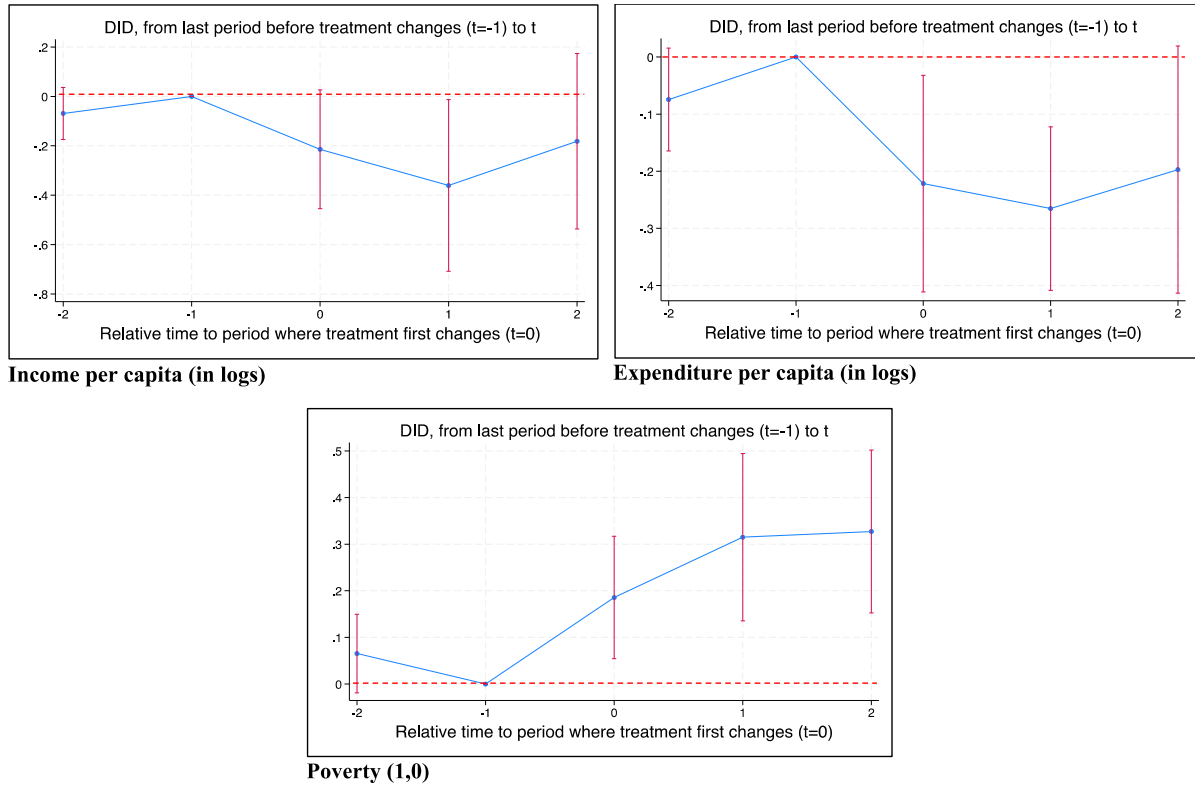 DID, from last period before treatment changes (t=-1) to t
.2
0
-.2
-.4
-.6
-.8
-2 -1 0 1 2
Relative time to period where treatment first changes (t=0)
Income per capita (in logs)
DID, from last period before treatment changes (t=-1) to t
0
-.1
-.2
-.3
-.4
-2 -1 0 1 2
Relative time to period where treatment first changes (t=0)
Expenditure per capita (in logs)
DID, from last period before treatment changes (t=-1) to t
.5
.4
.3
.2
.1
0
-2 -1 0 1 2
Relative time to period where treatment first changes (t=0)
Poverty (1,0)